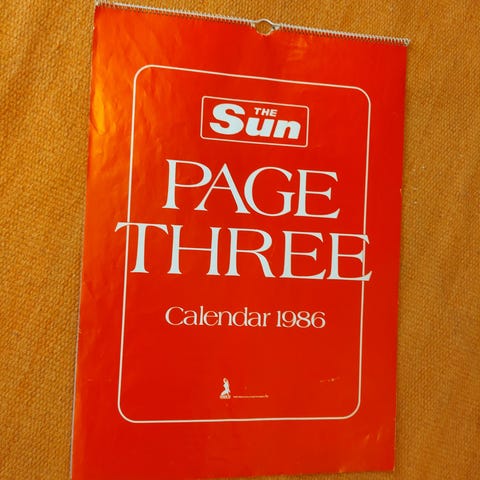 THE
Sun
PAGE
THREE
Calendar 1986